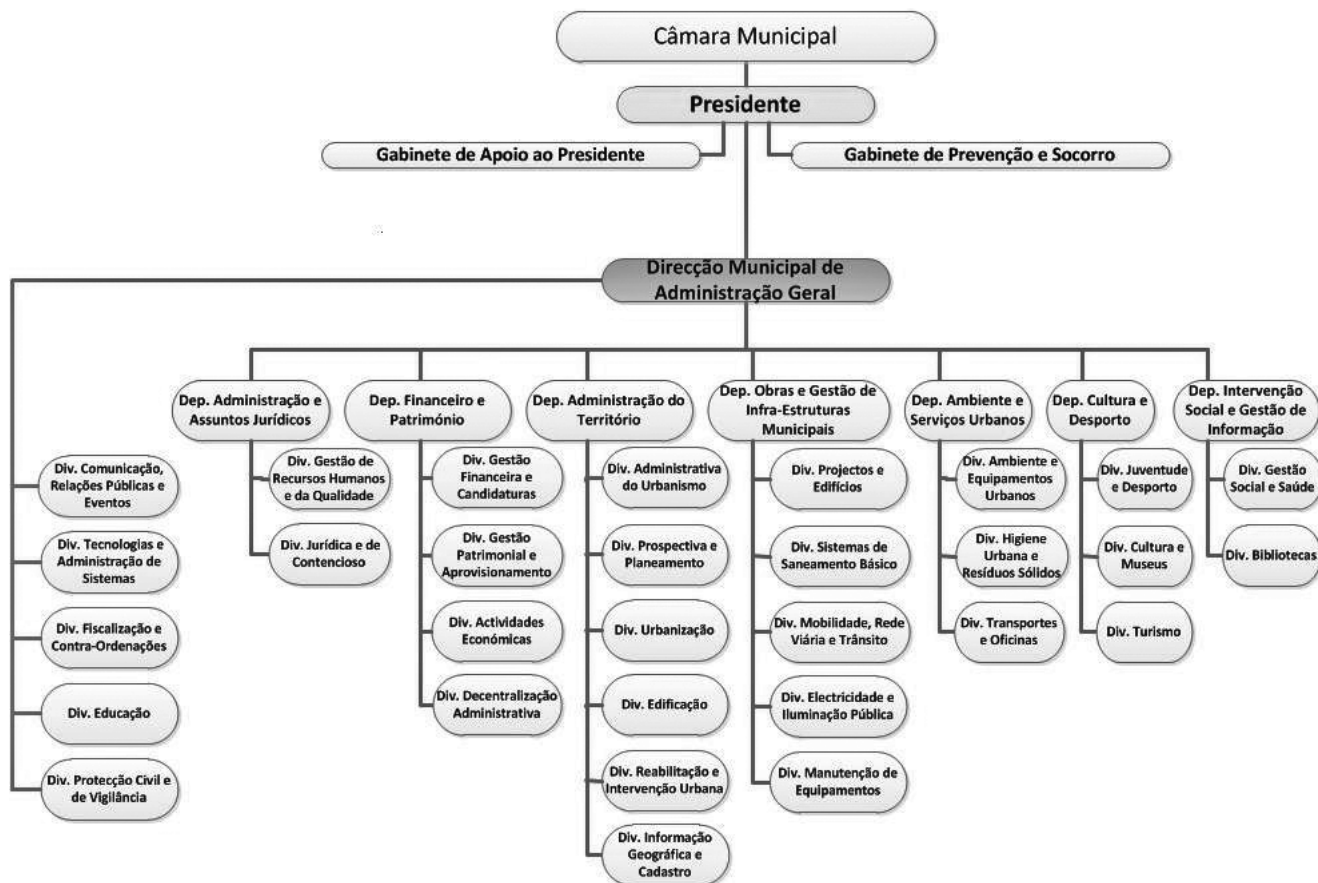 Câmara Municipal
Presidente
Gabinete de Apoio ao Presidente
Gabinete de Prevenção e Socorro
Direcção Municipal de
Administração Geral
Div. Comunicação,
Relações Públicas e
Eventos
Div. Tecnologias e
Administração de
Sistemas
Div. Fiscalização e
Contra-Ordenações
Div. Educação
Div. Protecção Civil e
de Vigilância
Dep. Administração e
Assuntos Jurídicos
Div. Gestão de
Recursos Humanos
e da Qualidade
Div. Jurídica e de
Contencioso
Dep. Financeiro e
Património
Div. Gestão
Financeira e
Candidaturas
Div. Gestão
Patrimonial e
Aprovisionamento
Div. Actividades
Económicas
Div. Decentralização
Administrativa
Dep. Administração do
Território
Div. Administrativa
do Urbanismo
Div. Prospectiva e
Planeamento
Div. Urbanização
Div. Edificação
Div. Reabilitação e
Intervenção Urbana
Div. Informação
Geográfica e
Cadastro
Dep. Obras e Gestão de
Infra-Estruturas
Municipais
Div. Projectos e
Edifícios
Div. Sistemas de
Saneamento Básico
Div. Mobilidade, Rede
Viária e Trânsito
Div. Electricidade e
Iluminação Pública
Div. Manutenção de
Equipamentos
Dep. Ambiente e
Serviços Urbanos
Div. Ambiente e
Equipamentos
Urbanos
Div. Higiene
Urbana e
Resíduos Sólidos
Div. Transportes
e Oficinas
Dep. Cultura e
Desporto
Div. Juventude
e Desporto
Div. Cultura e
Museus
Div. Turismo
Dep. Intervenção
Social e Gestão de
Informação
Div. Gestão
Social e Saúde
Div. Bibliotecas